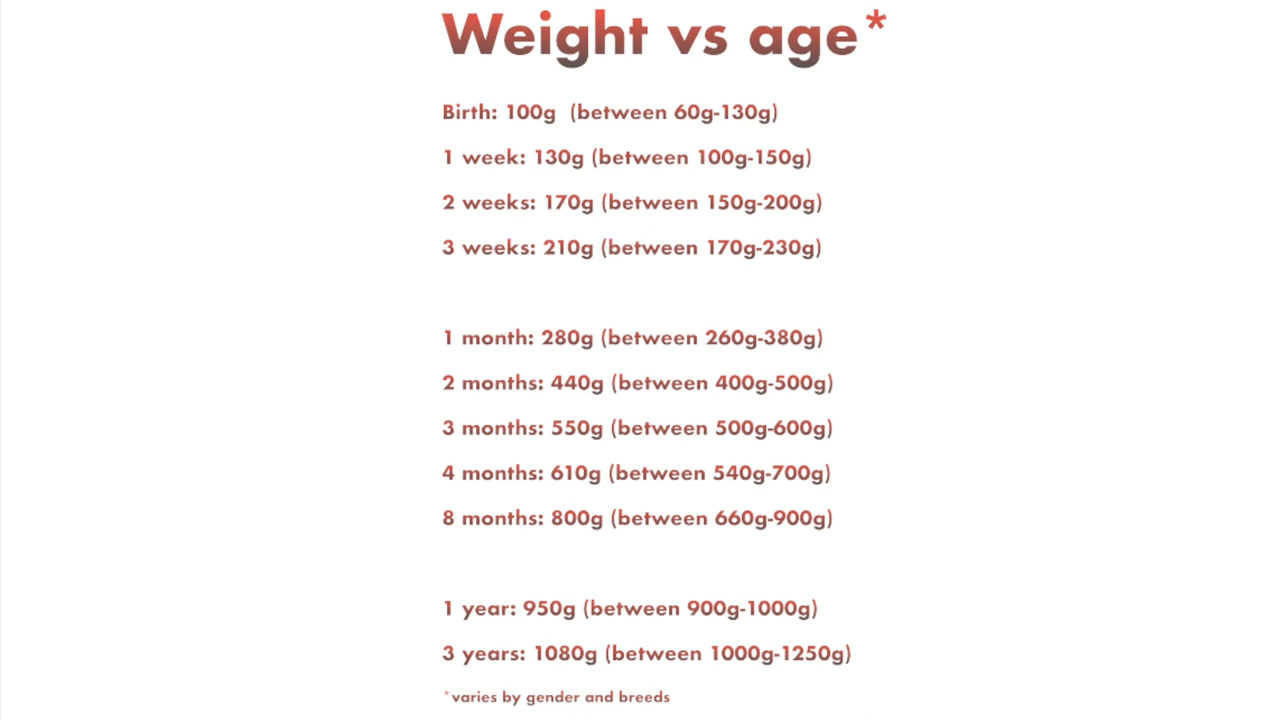 Weight vs age*
Birth: 100g (between 60g-130g)
1 week: 130g (between 100g-150g)
2 weeks: 170g (between 150g-200g)
3 weeks: 210g (between 170g-230g)
1 month: 280g (between 260g-380g)
2 months: 440g (between 400g-500g)
3 months: 550g (between 500g-600g)
4 months: 610g (between 540g-700g)
8 months: 800g (between 660g-900g)
1 year: 950g (between 900g-1000g)
3 years: 1080g (between 1000g-1250g)
*varies by gender and breeds